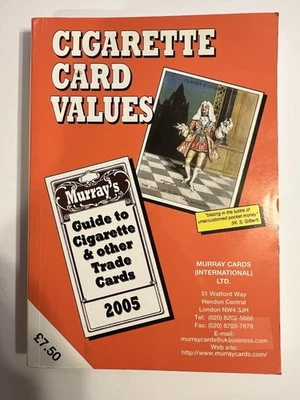 CIGARETTE
CARD
VALUES
"blazing in the lustre of
unaccustomed pocket money."
(W. S. Gilbert)
Murray's
Guide to
Cigarette
& other
Trade
Cards
2005
MURRAY CARDS
(INTERNATIONAL)
LTD.
51 Watford Way
Hendon Central
London NW4 3JH
Tel: (020) 8202-5688
Fax: (020) 8203-7878
E-mail:
murraycards@ukbusiness.com
Web site:
http://www.murraycards.com/
£7.50